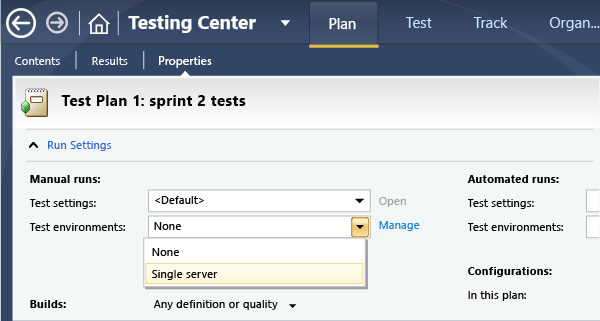 Testing Center Plan Test Track Organ...
Contents Results Properties
Test Plan 1: sprint 2 tests
Run Settings
Manual runs: Automated runs:
Test settings: <Default> Open Test settings:
Test environments: None Manage Test environments:
None
Single server
Configurations:
In this plan:
Builds: Any definition or quality